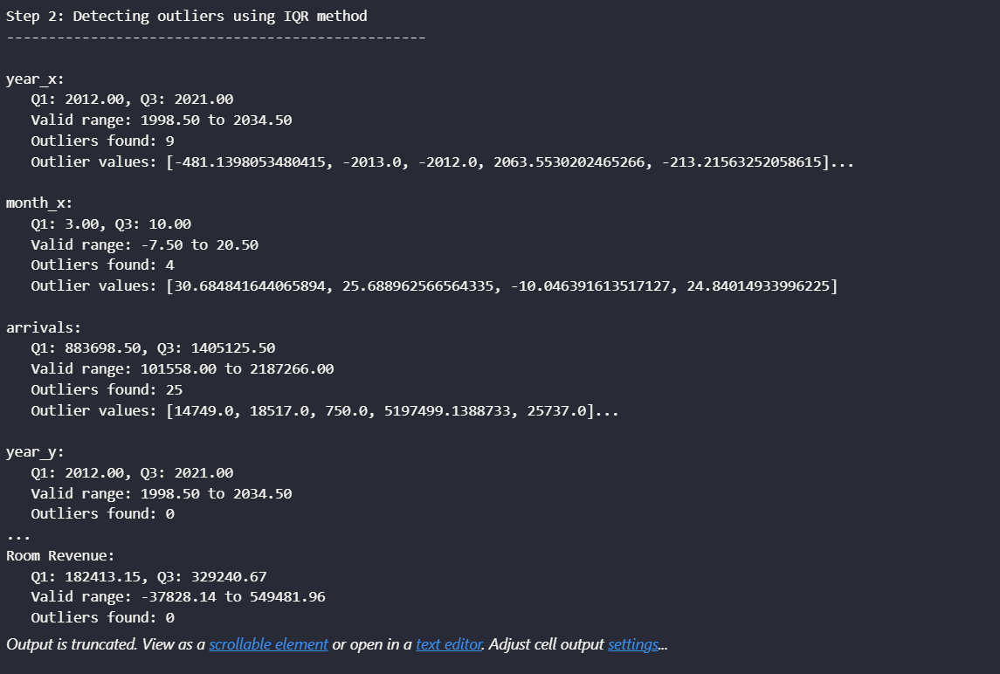 Step 2: Detecting outliers using IQR method
--------------------------------------------------
year_x:
   Q1: 2012.00, Q3: 2021.00
   Valid range: 1998.50 to 2034.50
   Outliers found: 9
   Outlier values: [-481.1398053480415, -2013.0, -2012.0, 2063.5530202465266, -213.21563252058615]...
month_x:
   Q1: 3.00, Q3: 10.00
   Valid range: -7.50 to 20.50
   Outliers found: 4
   Outlier values: [30.684841644065894, 25.688962566564335, -10.046391613517127, 24.84014933996225]
arrivals:
   Q1: 883698.50, Q3: 1405125.50
   Valid range: 101558.00 to 2187266.00
   Outliers found: 25
   Outlier values: [14749.0, 18517.0, 750.0, 5197499.1388733, 25737.0]...
year_y:
   Q1: 2012.00, Q3: 2021.00
   Valid range: 1998.50 to 2034.50
   Outliers found: 0
...
Room Revenue:
   Q1: 182413.15, Q3: 329240.67
   Valid range: -37828.14 to 549481.96
   Outliers found: 0
Output is truncated. View as a scrollable element or open in a text editor. Adjust cell output settings...